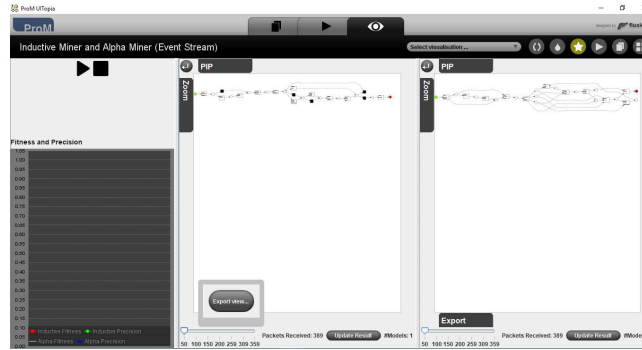 ProM UITopia
ProM
designed by fluxicon
Inductive Miner and Alpha Miner (Event Stream)
Select visualisation ...
PIP
Zoom
PIP
Zoom
Fitness and Precision
1.05
1.00
0.95
0.90
0.85
0.80
0.75
0.70
0.65
0.60
0.55
0.50
0.45
0.40
0.35
0.30
0.25
0.20
0.15
0.10
0.05
0.00
Inductive Fitness Inductive Precision
Alpha Fitness Alpha Precision
Export view...
Packets Received: 389 Update Result #Models: 1
50 100 150 200 259 309 359
Export
Packets Received: 389 Update Result #Mode
50 100 150 200 259 309 359